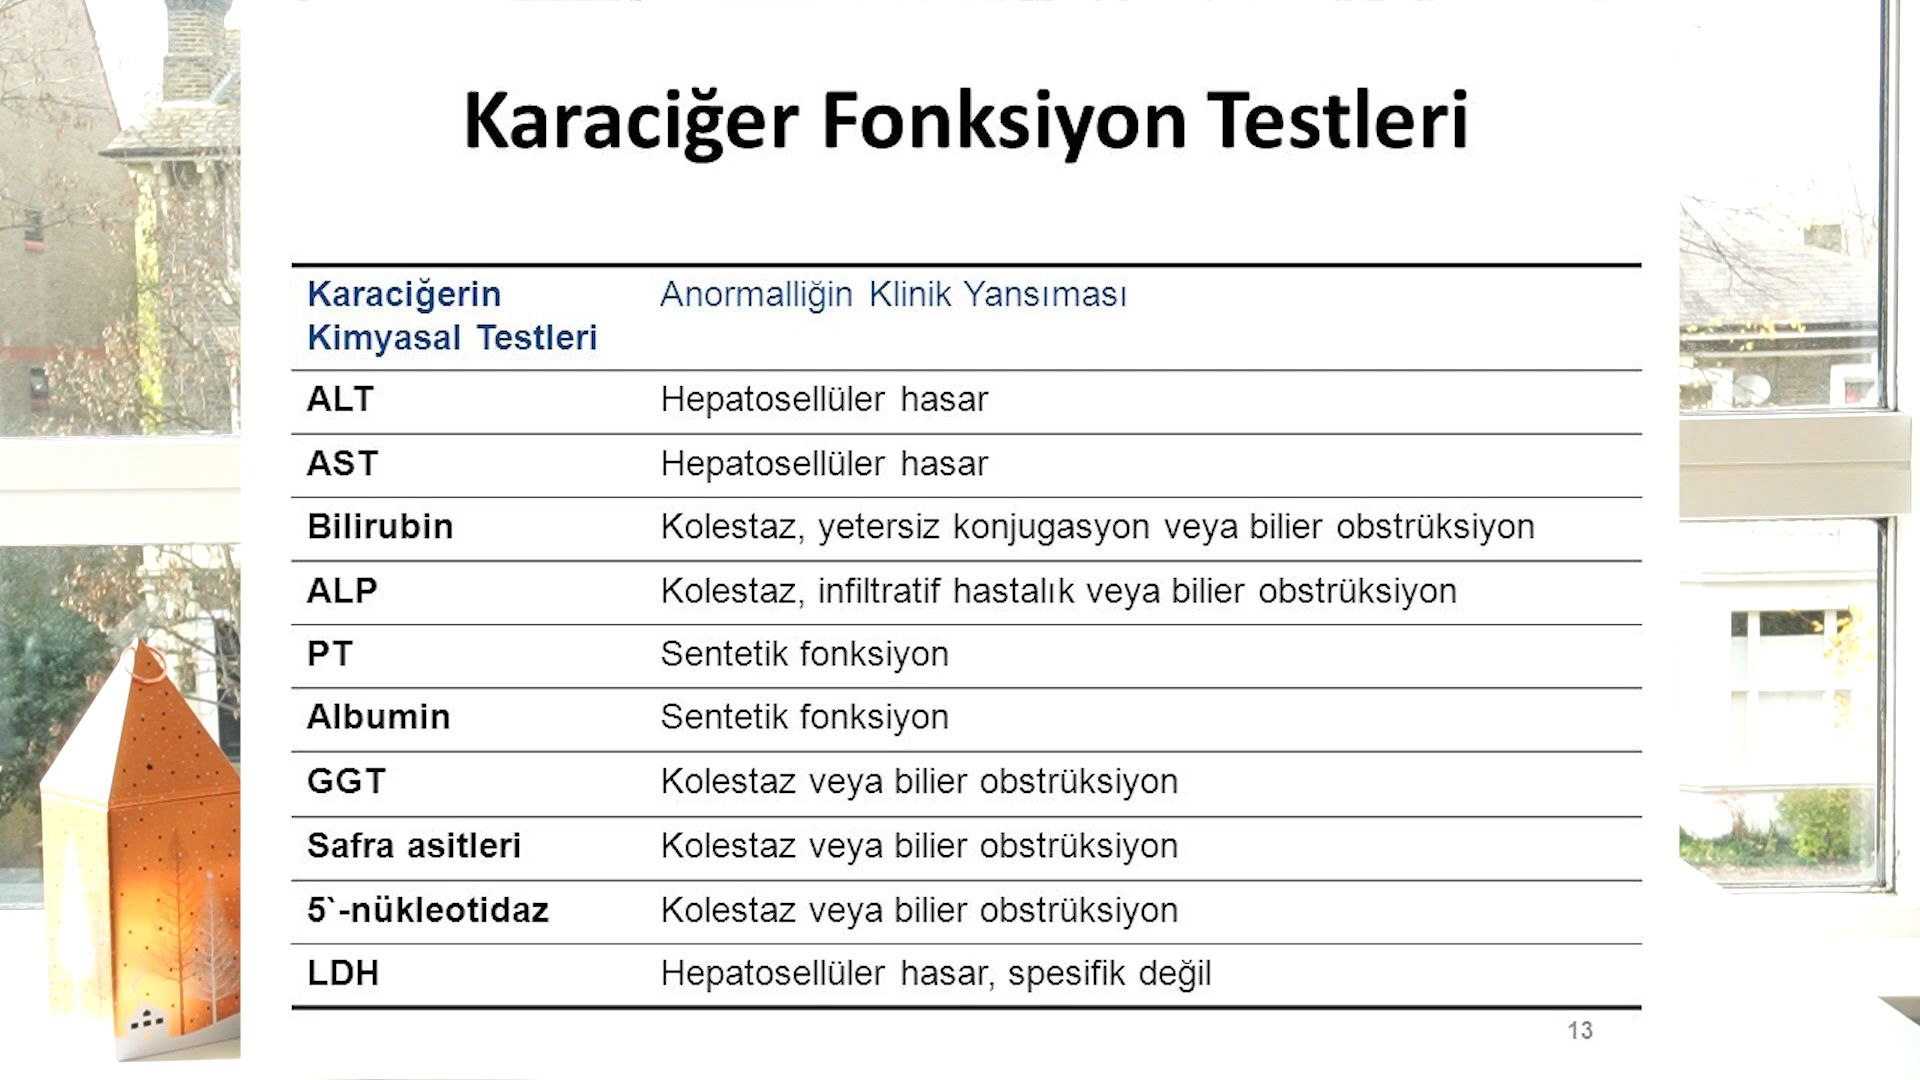 Karaciğer Fonksiyon Testleri
Karaciğerin Kimyasal Testleri Anormalliğin Klinik Yansıması
ALT Hepatosellüler hasar
AST Hepatosellüler hasar
Bilirubin Kolestaz, yetersiz konjugasyon veya bilier obstrüksiyon
ALP Kolestaz, infiltratif hastalık veya bilier obstrüksiyon
PT Sentetik fonksiyon
Albumin Sentetik fonksiyon
GGT Kolestaz veya bilier obstrüksiyon
Safra asitleri Kolestaz veya bilier obstrüksiyon
5`-nükleotidaz Kolestaz veya bilier obstrüksiyon
LDH Hepatosellüler hasar, spesifik değil
13